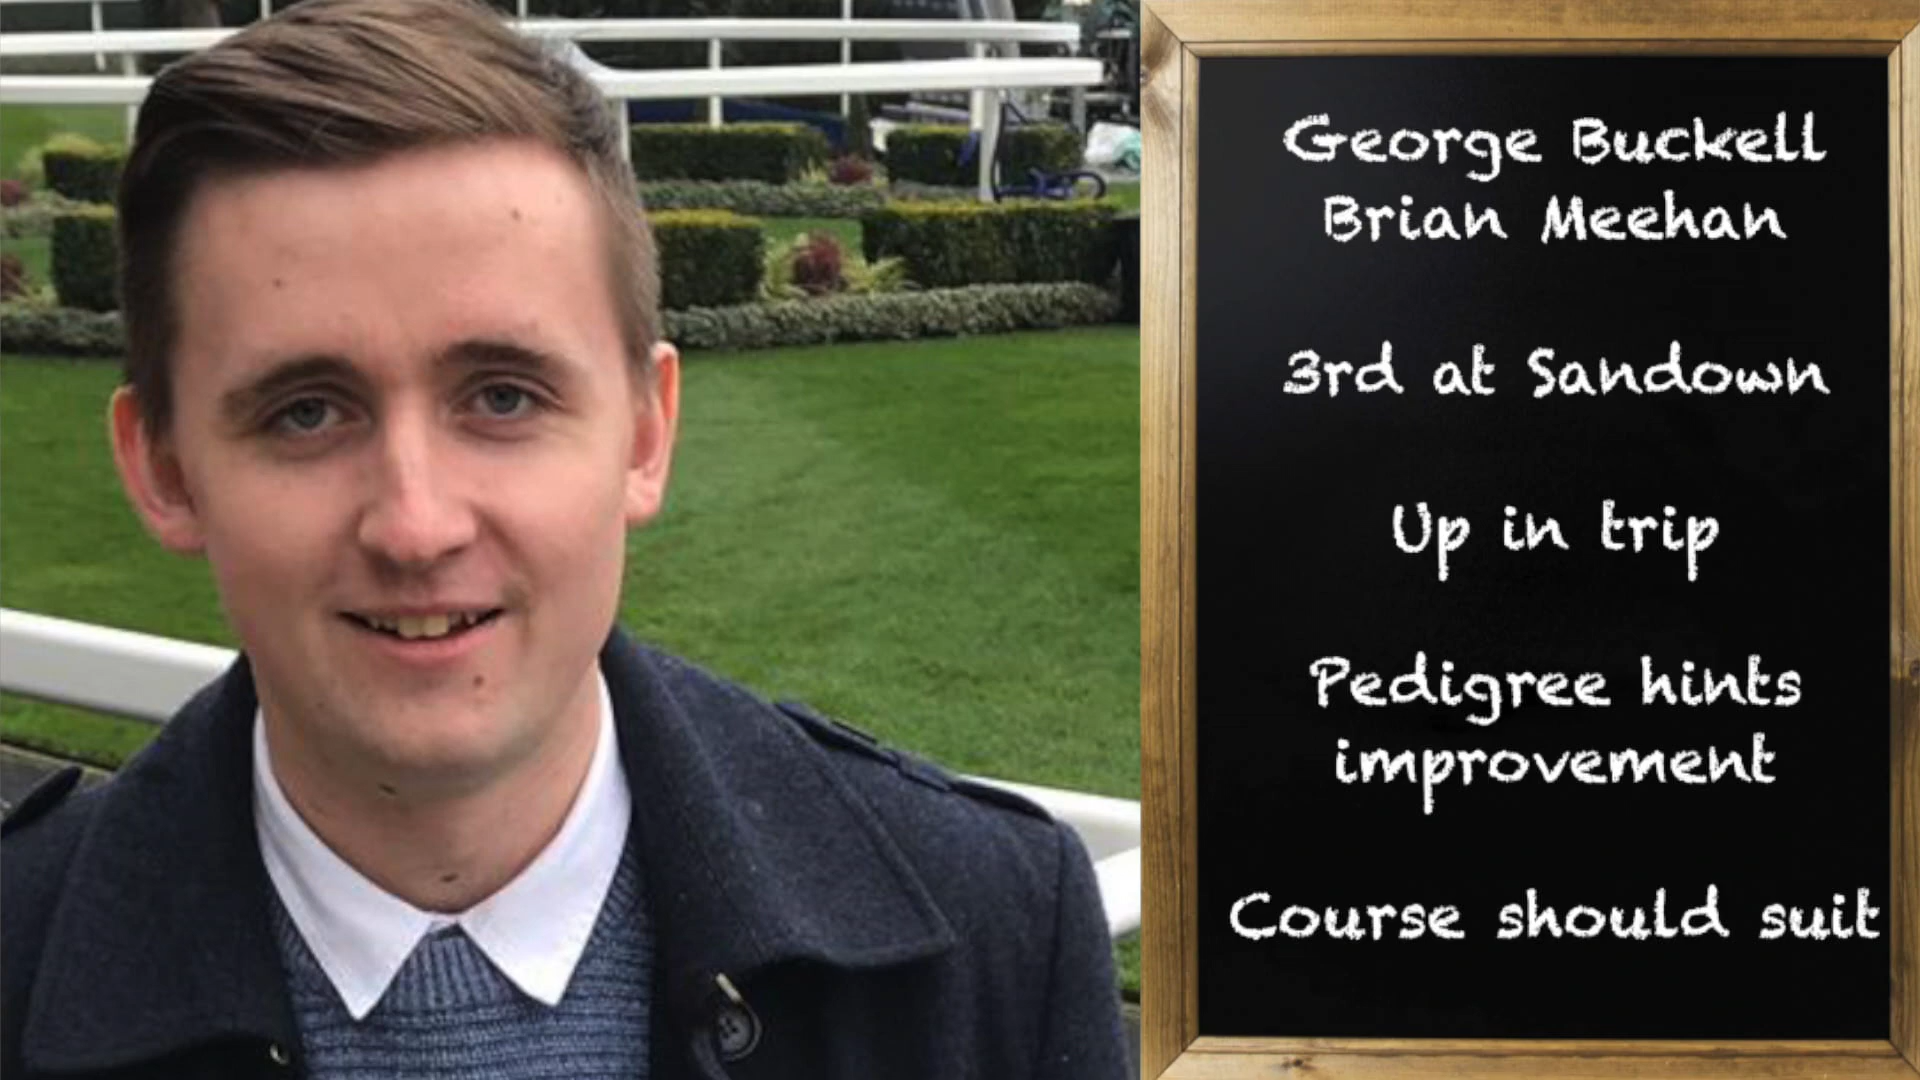 George Buckell
Brian Meehan
3rd at Sandown
Up in trip
Pedigree hints
improvement
Course should suit